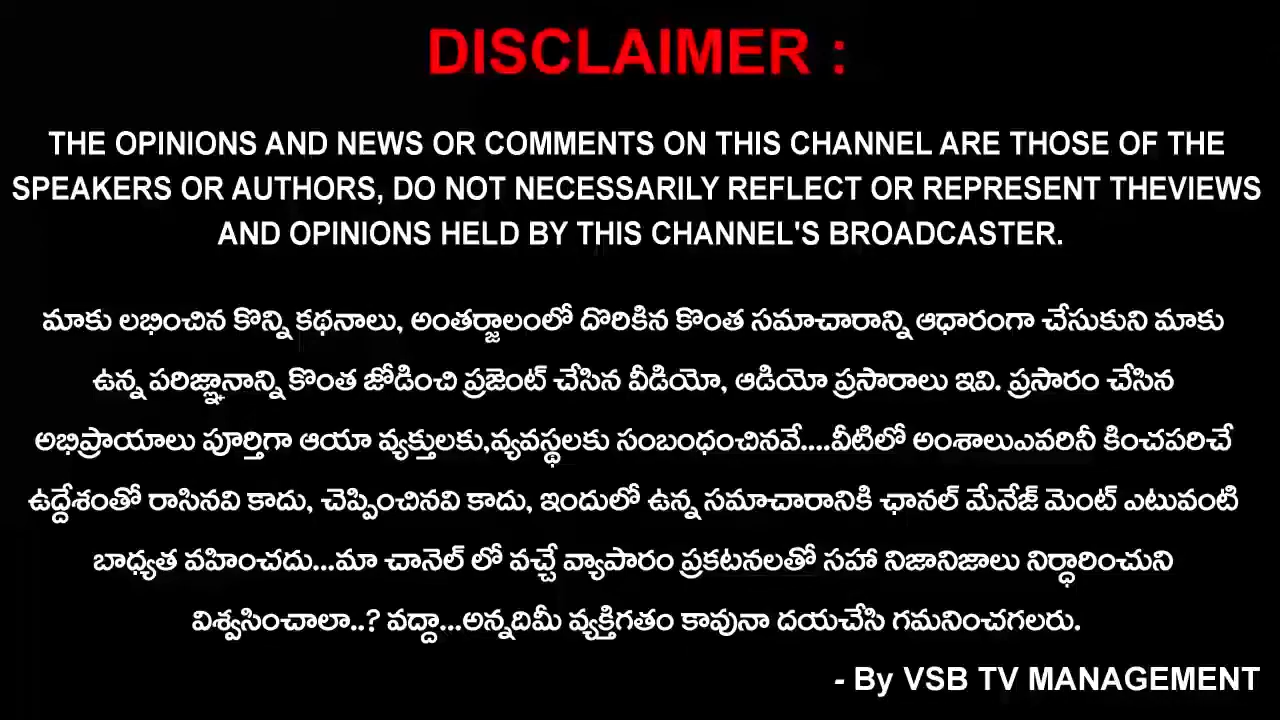 DISCLAIMER :
THE OPINIONS AND NEWS OR COMMENTS ON THIS CHANNEL ARE THOSE OF THE
SPEAKERS OR AUTHORS, DO NOT NECESSARILY REFLECT OR REPRESENT THEVIEWS
AND OPINIONS HELD BY THIS CHANNEL'S BROADCASTER.
మాకు లభించిన కొన్ని కథనాలు, అంతర్జాలంలో దొరికిన కొంత సమాచారాన్ని ఆధారంగా చేసుకుని మాకు
ఉన్న పరిజ్ఞానాన్ని కొంత జోడించి ప్రజెంట్ చేసిన వీడియో, ఆడియో ప్రసారాలు ఇవి. ప్రసారం చేసిన
అభిప్రాయాలు పూర్తిగా ఆయా వ్యక్తులకు,వ్యవస్థలకు సంబంధంచినవే....వీటిలో అంశాలుఎవరినీ కించపరిచే
ఉద్దేశంతో రాసినవి కాదు, చెప్పించినవి కాదు, ఇందులో ఉన్న సమాచారానికి ఛానల్ మేనేజ్ మెంట్ ఎటువంటి
బాధ్యత వహించదు...మా చానెల్ లో వచ్చే వ్యాపారం ప్రకటనలతో సహా నిజానిజాలు నిర్ధారించుని
విశ్వసించాలా..? వద్దా...అన్నదిమీ వ్యక్తిగతం కావునా దయచేసి గమనించగలరు.
- By VSB TV MANAGEMENT